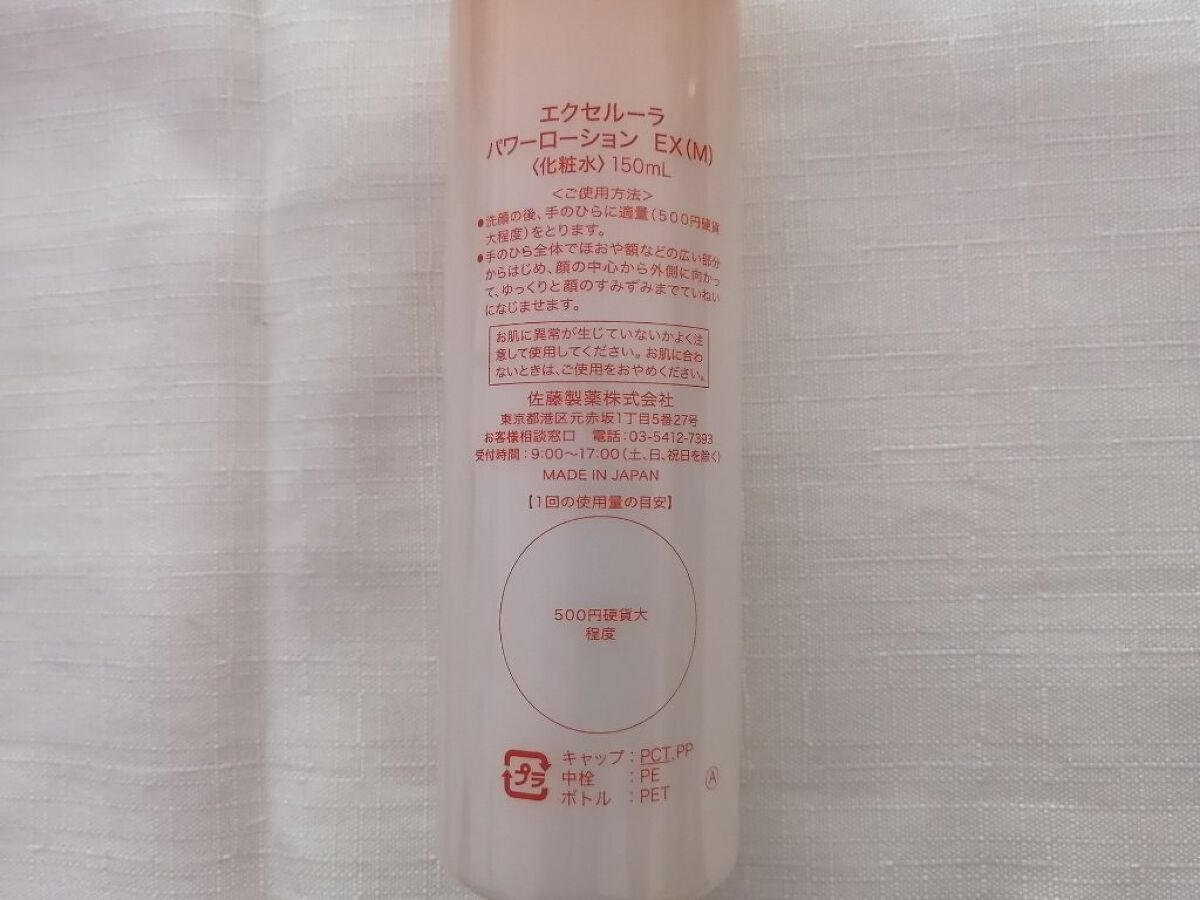 エクセルーラ
パワーローション EX(M)
〈化粧水〉150mL
＜ご使用方法＞
●洗顔の後、手のひらに適量(500円硬貨
大程度)をとります。
●手のひら全体でほおや額などの広い部分
からはじめ、顔の中心から外側に向かっ
て、ゆっくりと顔のすみずみまでていねい
になじませます。
お肌に異常が生じていないかよく注
意して使用してください。お肌に合わ
ないときは、ご使用をおやめください。
佐藤製薬株式会社
東京都港区元赤坂1丁目5番27号
お客様相談窓口 電話：03-5412-7393
受付時間：9:00〜17:00(土、日、祝日を除く)
MADE IN JAPAN
【1回の使用量の目安】
500円硬貨大
程度
プラ
キャップ：PCT,PP
中栓 ：PE
ボトル ：PET
Ⓐ